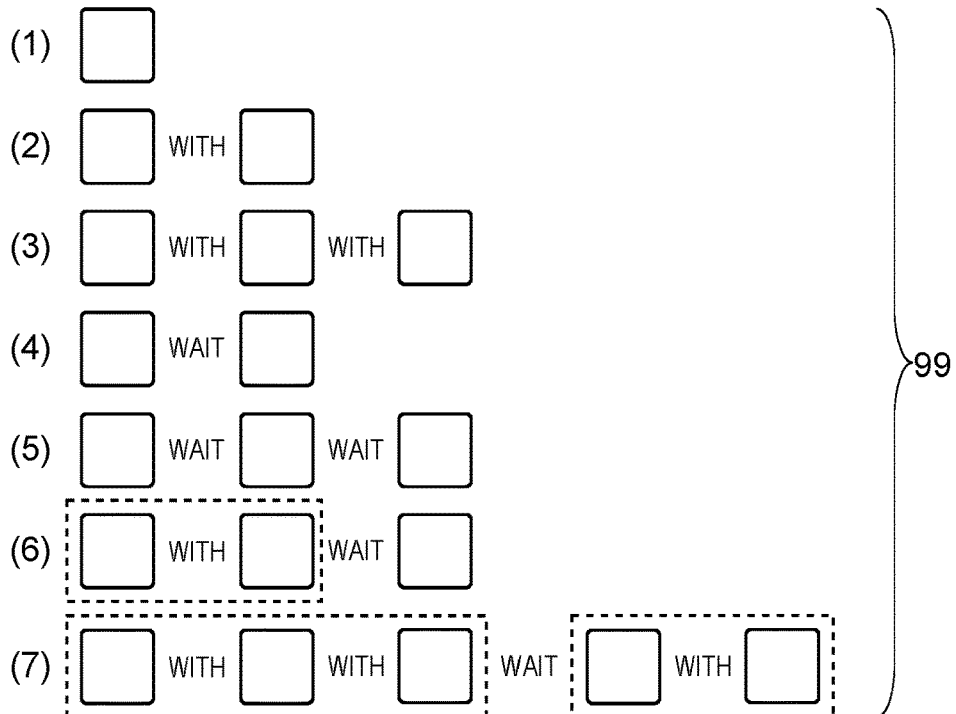 (1)
(2) WITH
(3) WITH WITH
(4) WAIT
99
(5) WAIT WAIT
(6) WITH WAIT
(7) WITH WITH WAIT WITH